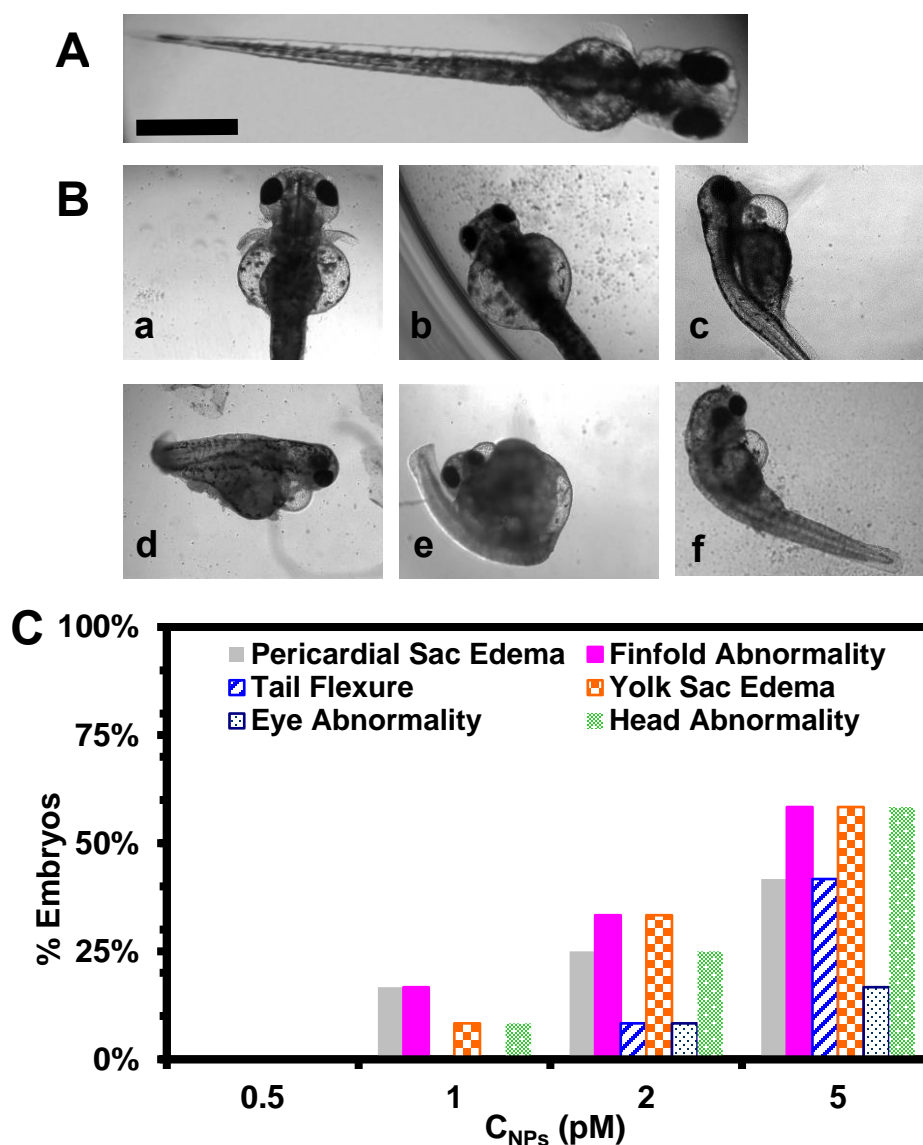 A
B
a
b
c
d
e
f
C
100%
75%
50%
25%
0%
% Embryos
Pericardial Sac Edema Finfold Abnormality
Tail Flexure Yolk Sac Edema
Eye Abnormality Head Abnormality
0.5 1 2 5
C_NPs (pM)